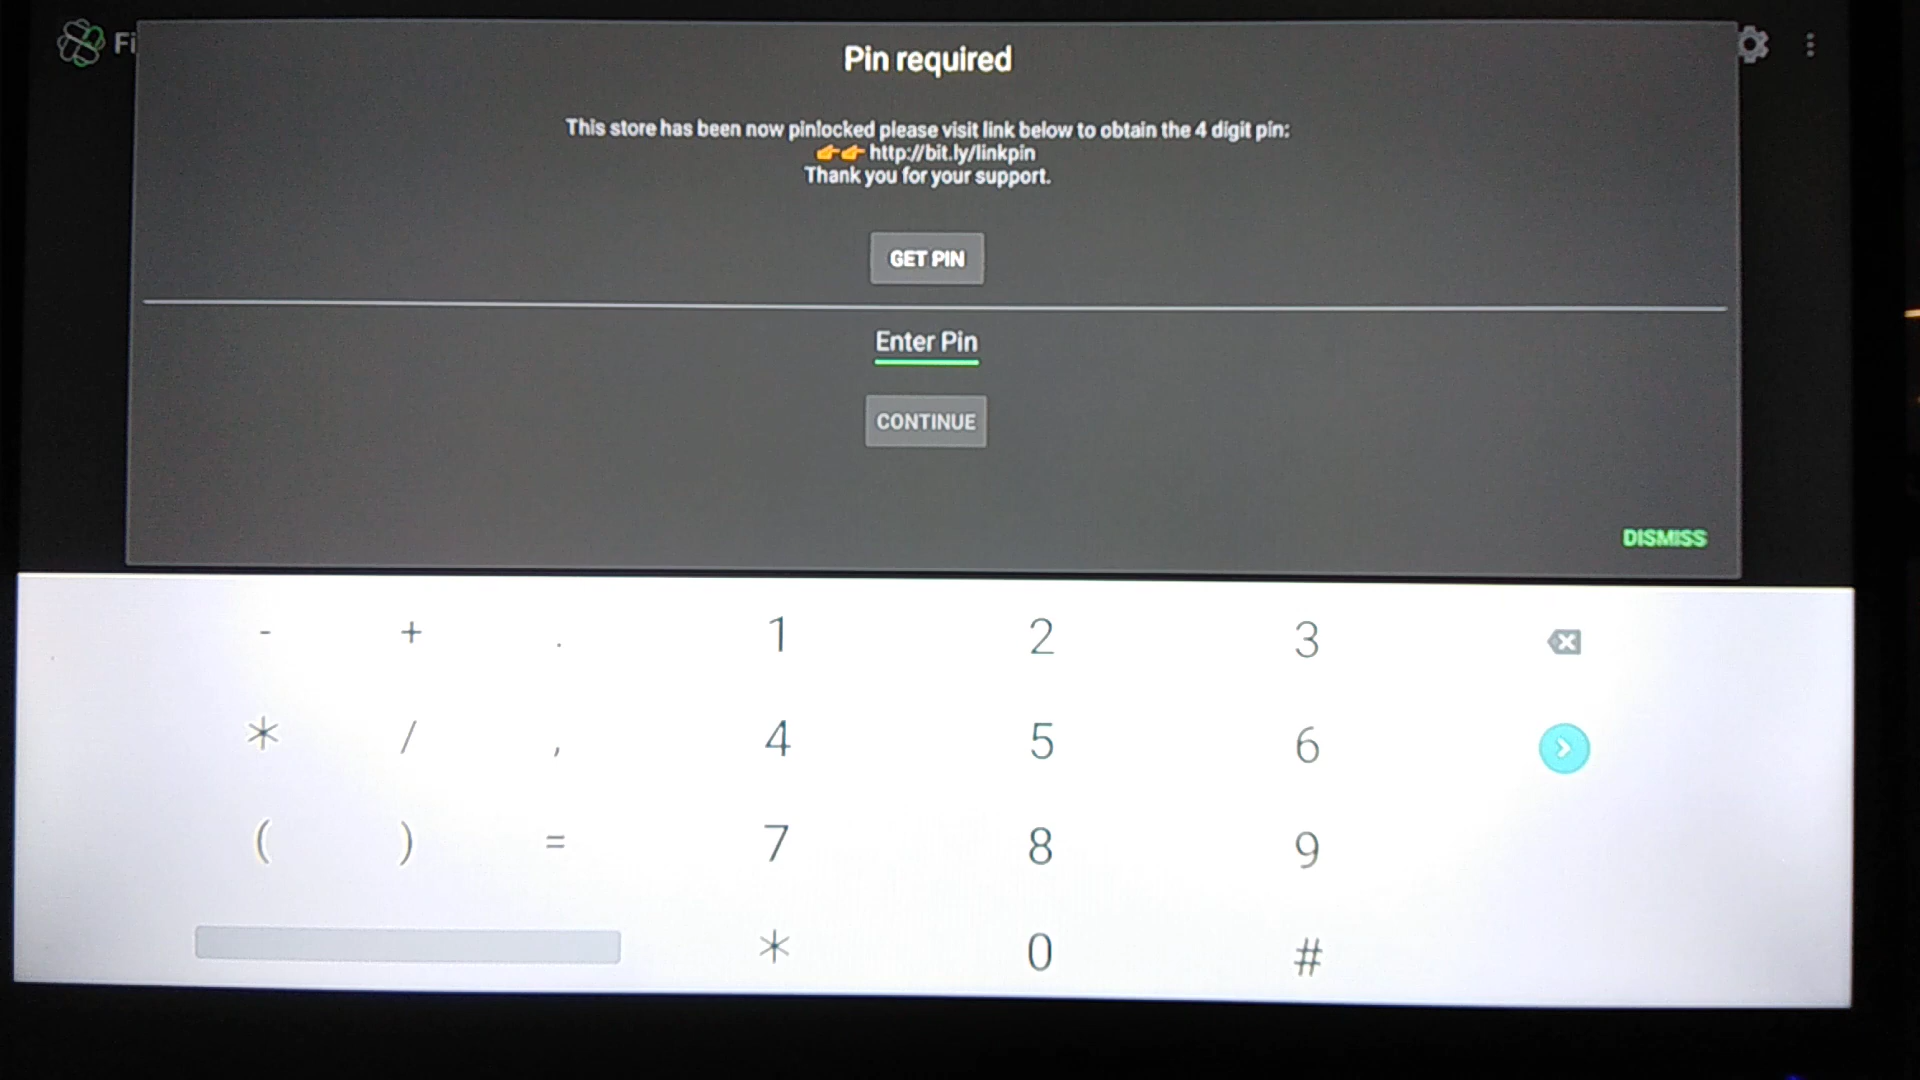 Fi
Pin required
This store has been now pinlocked please visit link below to obtain the 4 digit pin:
👉👉 http://bit.ly/linkpin
Thank you for your support.
GET PIN
Enter Pin
CONTINUE
DISMISS
- + . 1 2 3
* / , 4 5 6
( ) = 7 8 9
* 0 #